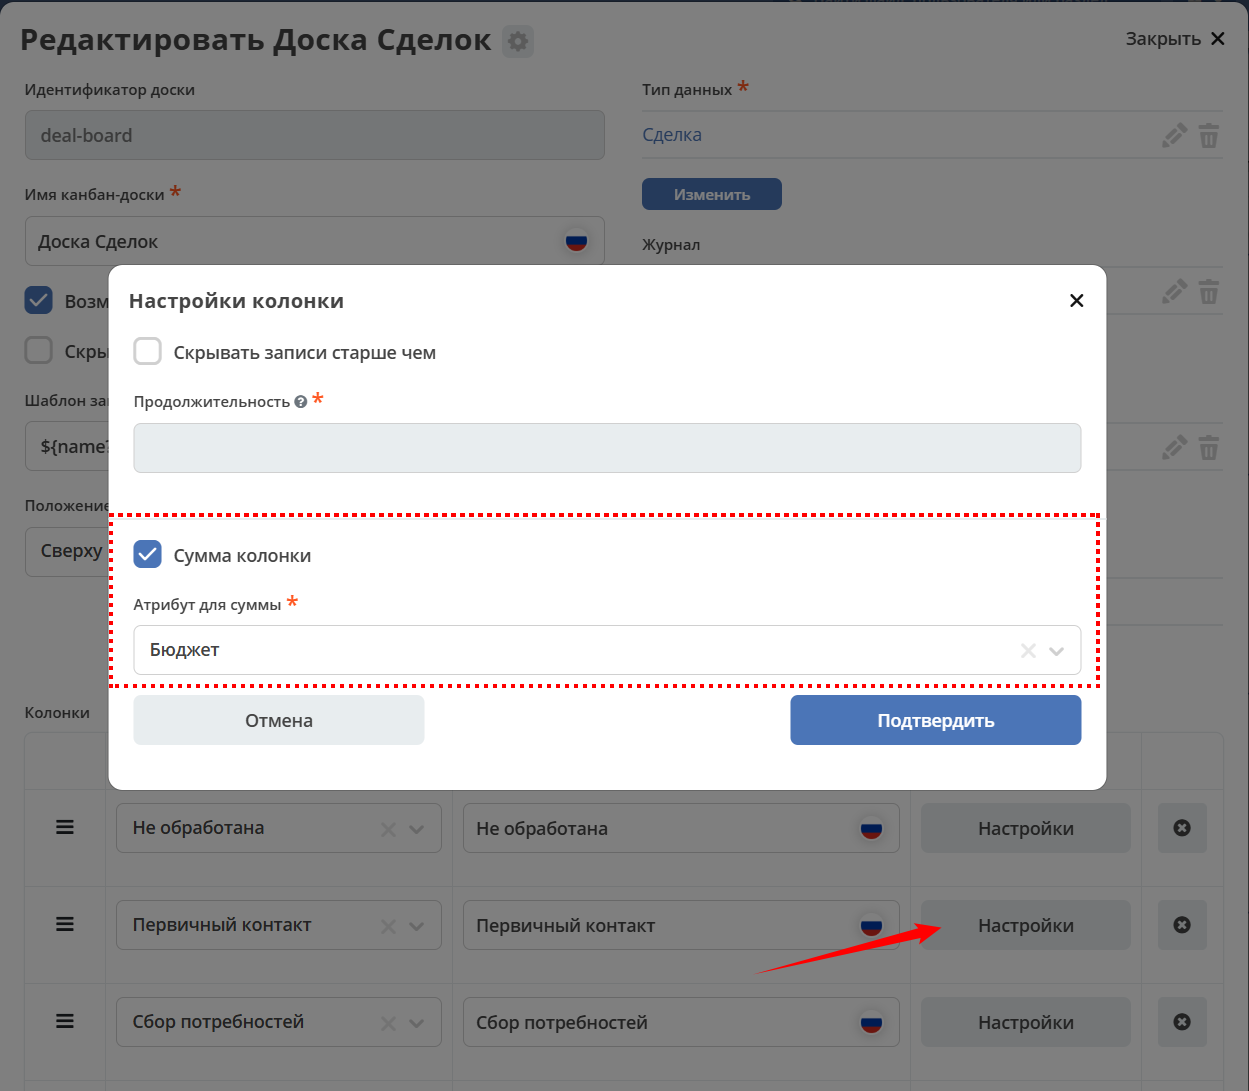 Редактировать Доска Сделок
Закрыть
Идентификатор доски
Тип данных *
deal-board
Сделка
Имя канбан-доски *
Изменить
Доска Сделок
Журнал
Возм
Скры
Шаблон за
${name?
Положение
Сверху
Настройки колонки
Скрывать записи старше чем
Продолжительность ? *
Сумма колонки
Атрибут для суммы *
Бюджет
Отмена
Подтвердить
Колонки
Не обработана
Не обработана
Настройки
Первичный контакт
Первичный контакт
Настройки
Сбор потребностей
Сбор потребностей
Настройки